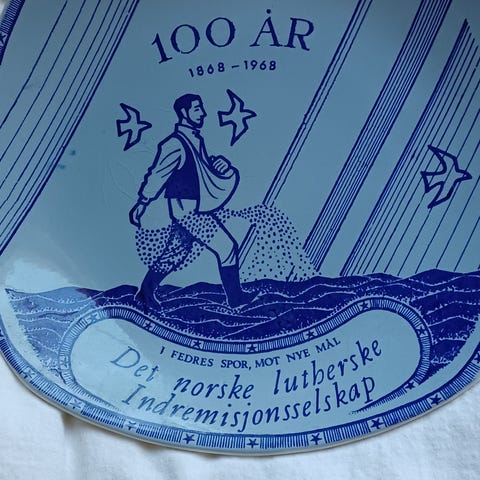 100 ÅR
1868 – 1968
I FEDRES SPOR, MOT NYE MÅL
Det norske lutherske
Indremisjonsselskap